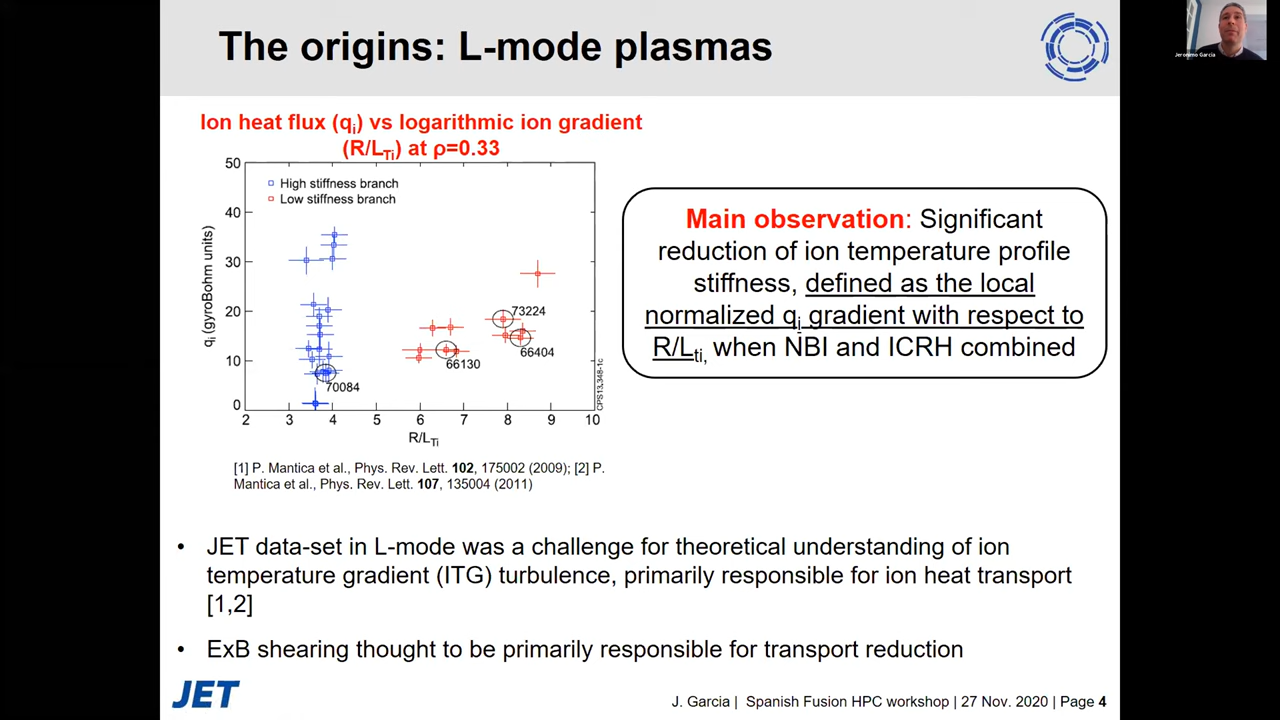 The origins: L-mode plasmas
Jeronimo Garcia
Ion heat flux (qi) vs logarithmic ion gradient
(R/LTi) at ρ=0.33
50
40
30
20
10
0
qi (gyroBohm units)
High stiffness branch
Low stiffness branch
73224
66404
66130
70084
CPS13.348-1c
2 3 4 5 6 7 8 9 10
R/LTi
[1] P. Mantica et al., Phys. Rev. Lett. 102, 175002 (2009); [2] P.
Mantica et al., Phys. Rev. Lett. 107, 135004 (2011)
Main observation: Significant
reduction of ion temperature profile
stiffness, defined as the local
normalized qi gradient with respect to
R/Lti, when NBI and ICRH combined
• JET data-set in L-mode was a challenge for theoretical understanding of ion
temperature gradient (ITG) turbulence, primarily responsible for ion heat transport
[1,2]
• ExB shearing thought to be primarily responsible for transport reduction
JET
J. Garcia | Spanish Fusion HPC workshop | 27 Nov. 2020 | Page 4